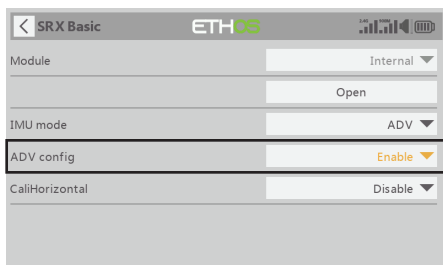 SRX Basic ETHOS
Module Internal
Open
IMU mode ADV
ADV config Enable
CaliHorizontal Disable